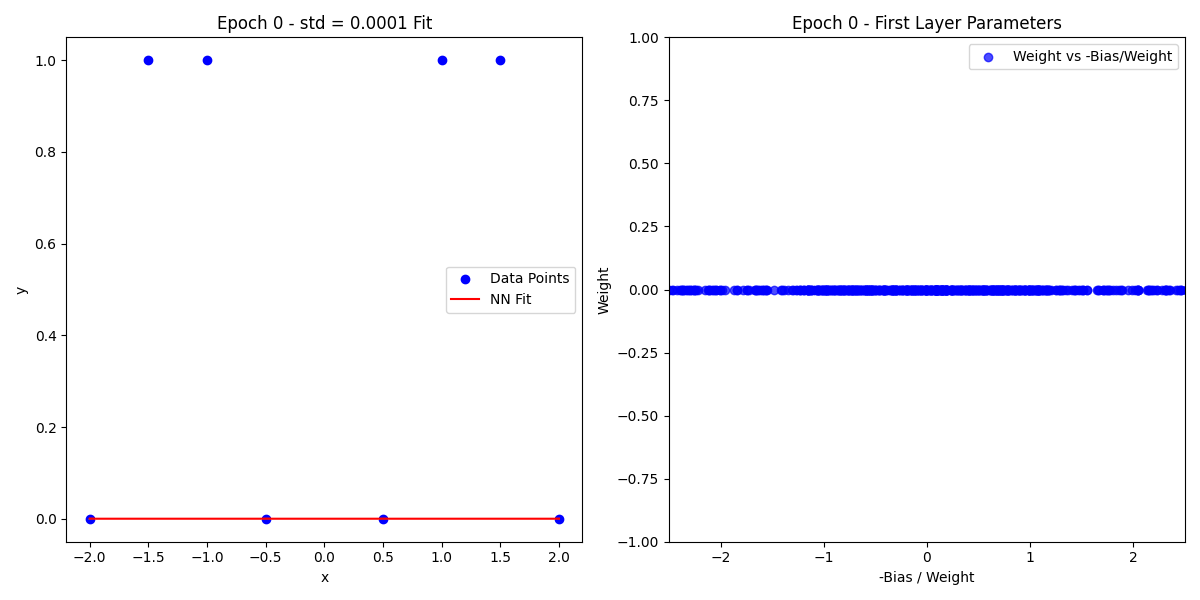 Epoch 0 - std = 0.0001 Fit
1.0
0.8
0.6
0.4
0.2
0.0
y
Data Points
NN Fit
−2.0 −1.5 −1.0 −0.5 0.0 0.5 1.0 1.5 2.0
x
Epoch 0 - First Layer Parameters
1.00
0.75
0.50
0.25
0.00
−0.25
−0.50
−0.75
−1.00
Weight
Weight vs -Bias/Weight
−2 −1 0 1 2
-Bias / Weight